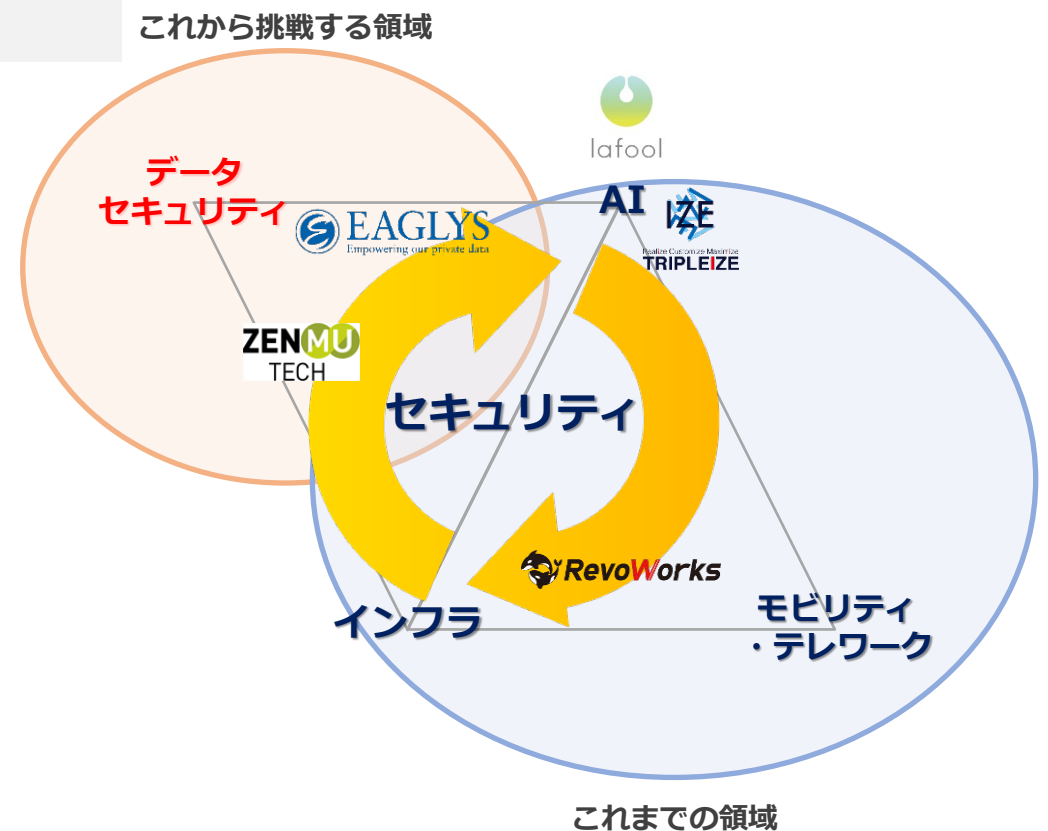 これから挑戦する領域
lafool
データ
セキュリティ
AI
IZE
EAGLYS
Empowering our private data
Realize Customize Maximize
TRIPLEIZE
ZENMU
TECH
セキュリティ
RevoWorks
インフラ
モビリティ
・テレワーク
これまでの領域